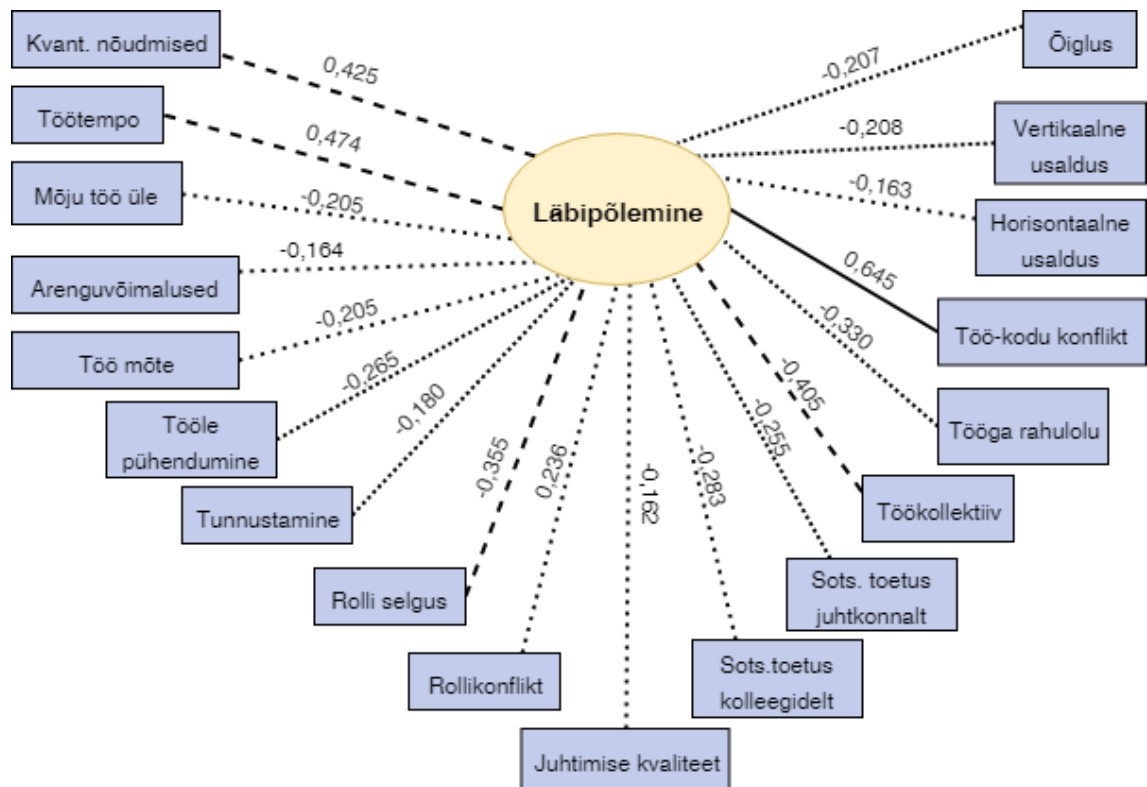 Kvant. nõudmised
0,425
Õiglus
-0,207
Töötempo
0,474
Vertikaalne
usaldus
-0,208
Mõju töö üle
-0,205
Läbipõlemine
-0,163
Horisontaalne
usaldus
Arenguvõimalused
-0,164
0,645
Töö-kodu konflikt
Töö mõte
-0,205
-0,330
Tööga rahulolu
Tööle
pühendumine
-0,265
-0,405
Töökollektiiv
Tunnustamine
-0,180
-0,255
Sots. toetus
juhtkonnalt
Rolli selgus
-0,355
-0,283
Sots.toetus
kolleegidelt
Rollikonflikt
0,236
-0,162
Juhtimise kvaliteet